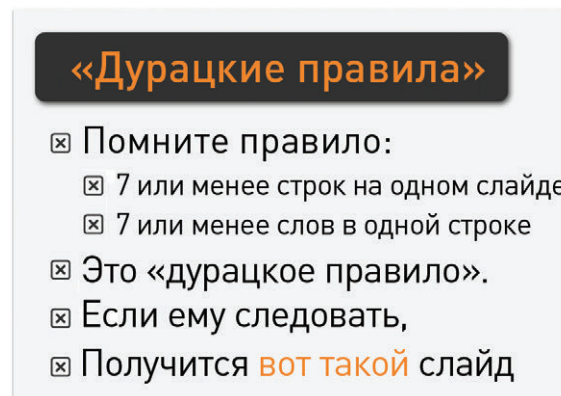 «Дурацкие правила»
Помните правило:
7 или менее строк на одном слайде
7 или менее слов в одной строке
Это «дурацкое правило».
Если ему следовать,
Получится вот такой слайд